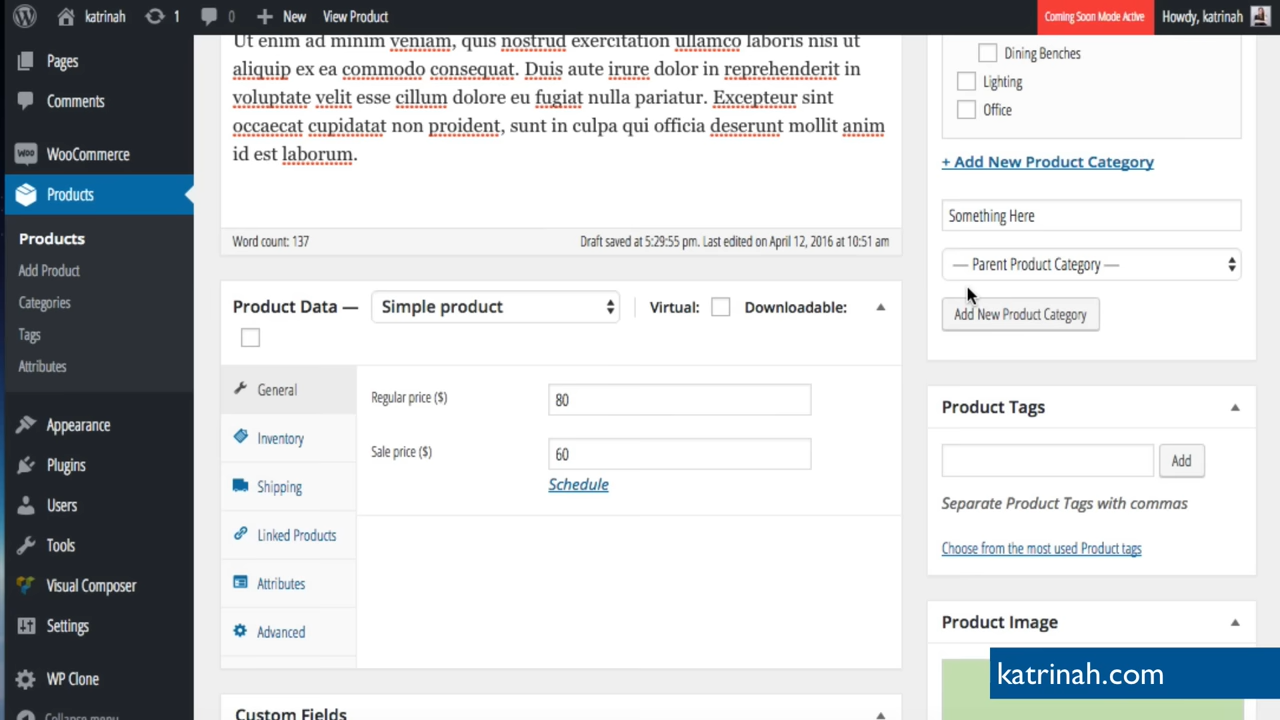 katrinah
1
0
New
View Product
Coming Soon Mode Active
Howdy, katrinah
Pages
Comments
WooCommerce
Products
Products
Add Product
Categories
Tags
Attributes
Appearance
Plugins
Users
Tools
Visual Composer
Settings
WP Clone
Collapse menu
Ut enim ad minim veniam, quis nostrud exercitation ullamco laboris nisi ut
aliquip ex ea commodo consequat. Duis aute irure dolor in reprehenderit in
voluptate velit esse cillum dolore eu fugiat nulla pariatur. Excepteur sint
occaecat cupidatat non proident, sunt in culpa qui officia deserunt mollit anim
id est laborum.
Word count: 137
Draft saved at 5:29:55 pm. Last edited on April 12, 2016 at 10:51 am
Product Data —
Simple product
Virtual:
Downloadable:
General
Inventory
Shipping
Linked Products
Attributes
Advanced
Regular price ($)
80
Sale price ($)
60
Schedule
Custom Fields
Dining Benches
Lighting
Office
+ Add New Product Category
Something Here
— Parent Product Category —
Add New Product Category
Product Tags
Add
Separate Product Tags with commas
Choose from the most used Product tags
Product Image
katrinah.com